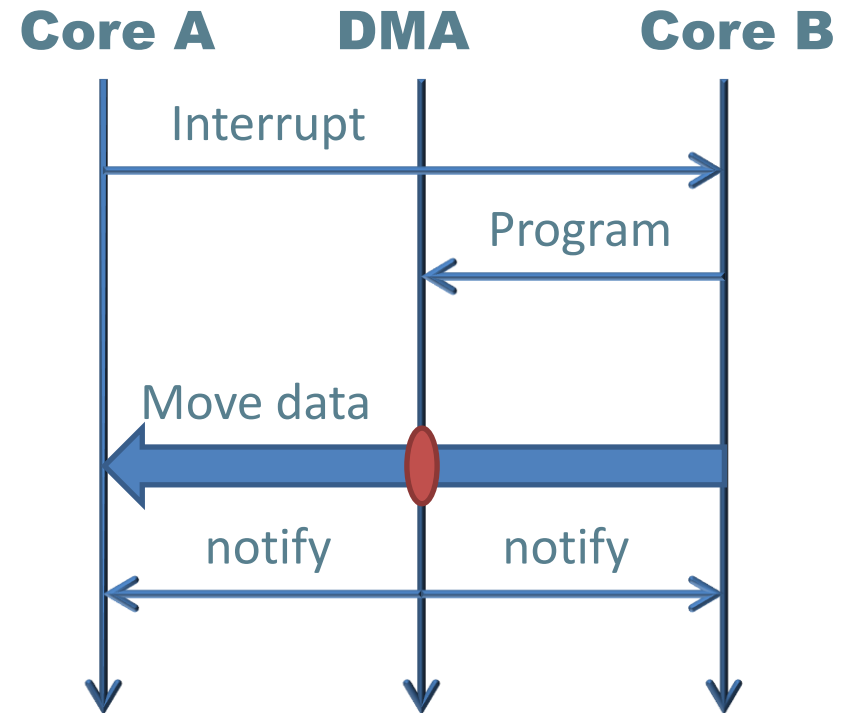 Core A DMA Core B
Interrupt
Program
Move data
notify notify